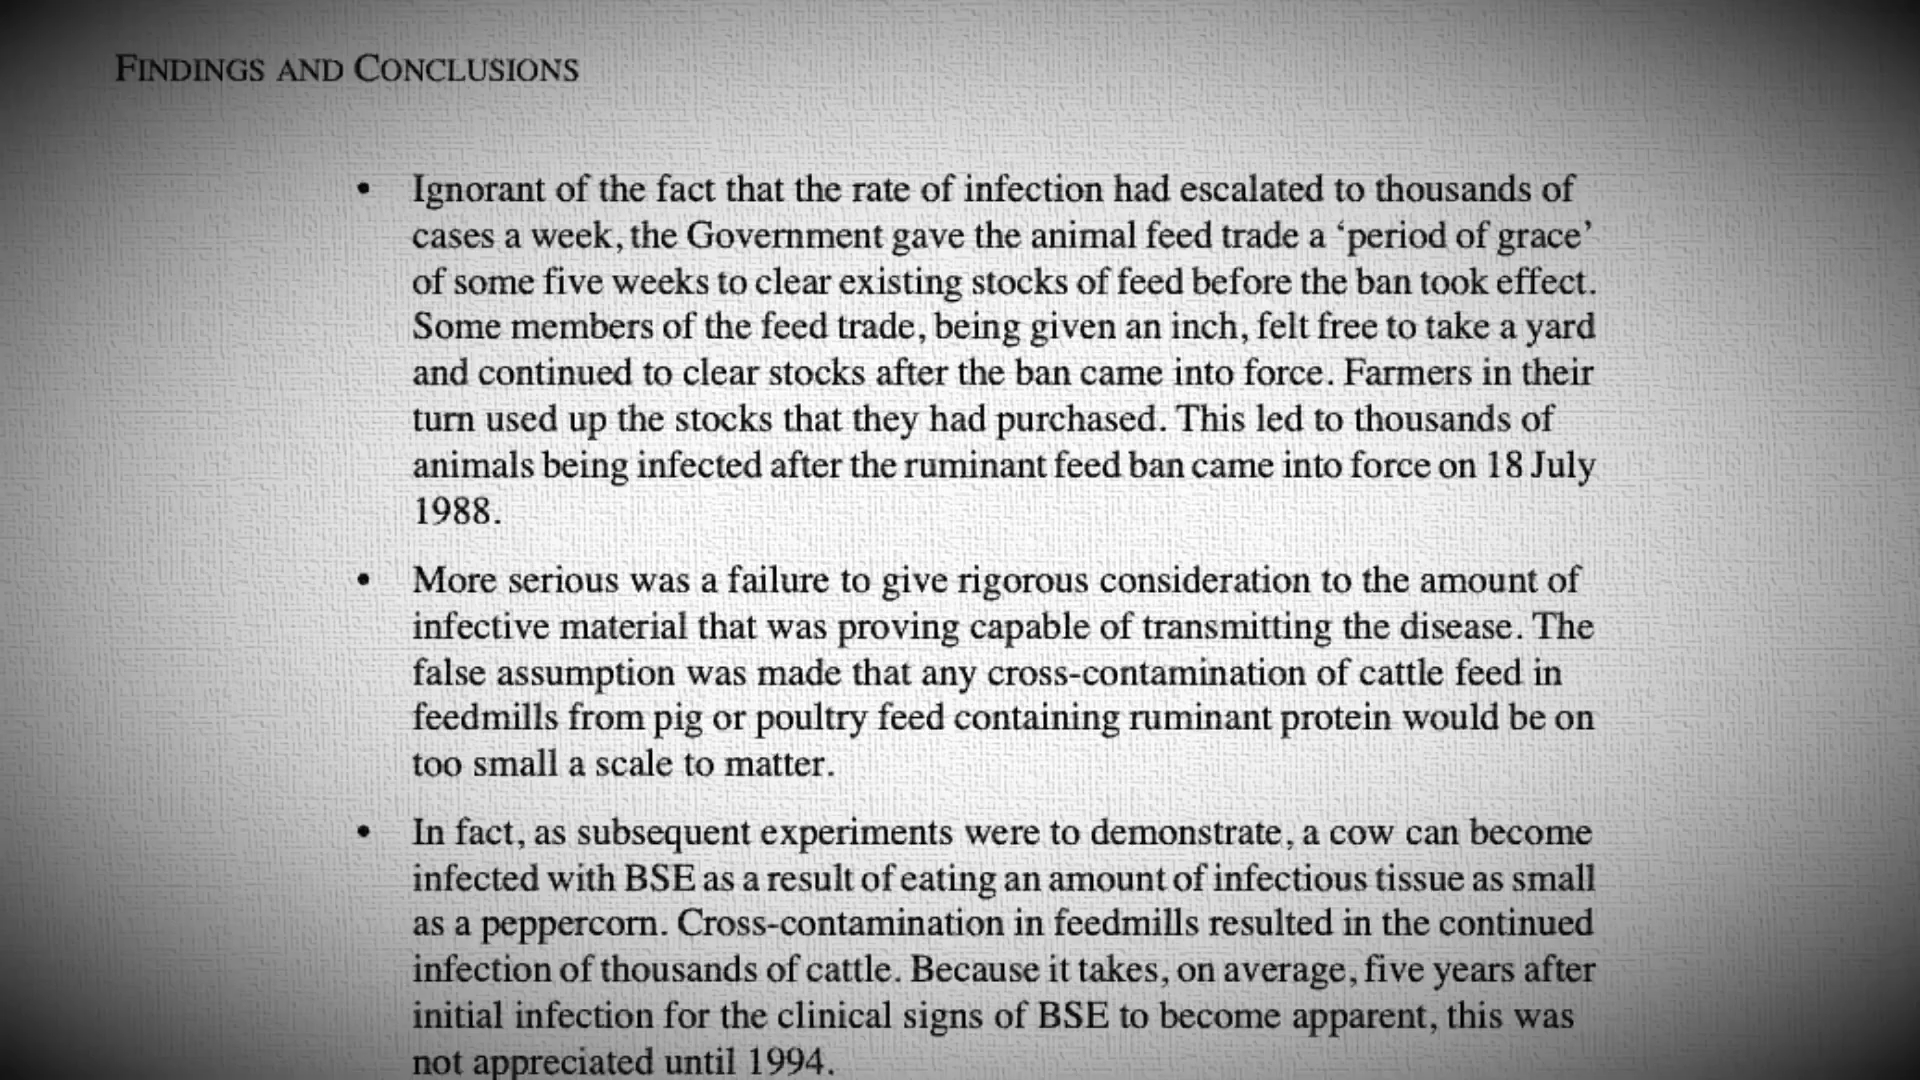 FINDINGS AND CONCLUSIONS
• Ignorant of the fact that the rate of infection had escalated to thousands of
cases a week, the Government gave the animal feed trade a ‘period of grace’
of some five weeks to clear existing stocks of feed before the ban took effect.
Some members of the feed trade, being given an inch, felt free to take a yard
and continued to clear stocks after the ban came into force. Farmers in their
turn used up the stocks that they had purchased. This led to thousands of
animals being infected after the ruminant feed ban came into force on 18 July
1988.
• More serious was a failure to give rigorous consideration to the amount of
infective material that was proving capable of transmitting the disease. The
false assumption was made that any cross-contamination of cattle feed in
feedmills from pig or poultry feed containing ruminant protein would be on
too small a scale to matter.
• In fact, as subsequent experiments were to demonstrate, a cow can become
infected with BSE as a result of eating an amount of infectious tissue as small
as a peppercorn. Cross-contamination in feedmills resulted in the continued
infection of thousands of cattle. Because it takes, on average, five years after
initial infection for the clinical signs of BSE to become apparent, this was
not appreciated until 1994.